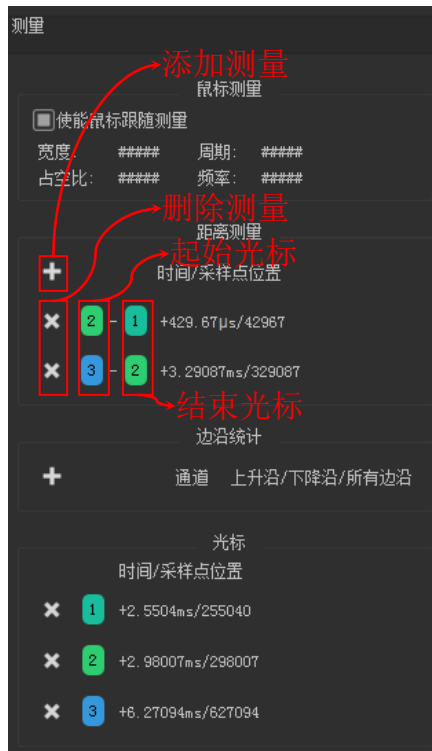 测量
添加测量
鼠标测量
使能鼠标跟随测量
宽度: ##### 周期: #####
占空比: ##### 频率: #####
删除测量
距离测量
起始光标
时间/采样点位置
2 - 1 +429.67μs/42967
3 - 2 +3.29087ms/329087
结束光标
边沿统计
通道 上升沿/下降沿/所有边沿
光标
时间/采样点位置
1 +2.5504ms/255040
2 +2.98007ms/298007
3 +6.27094ms/627094